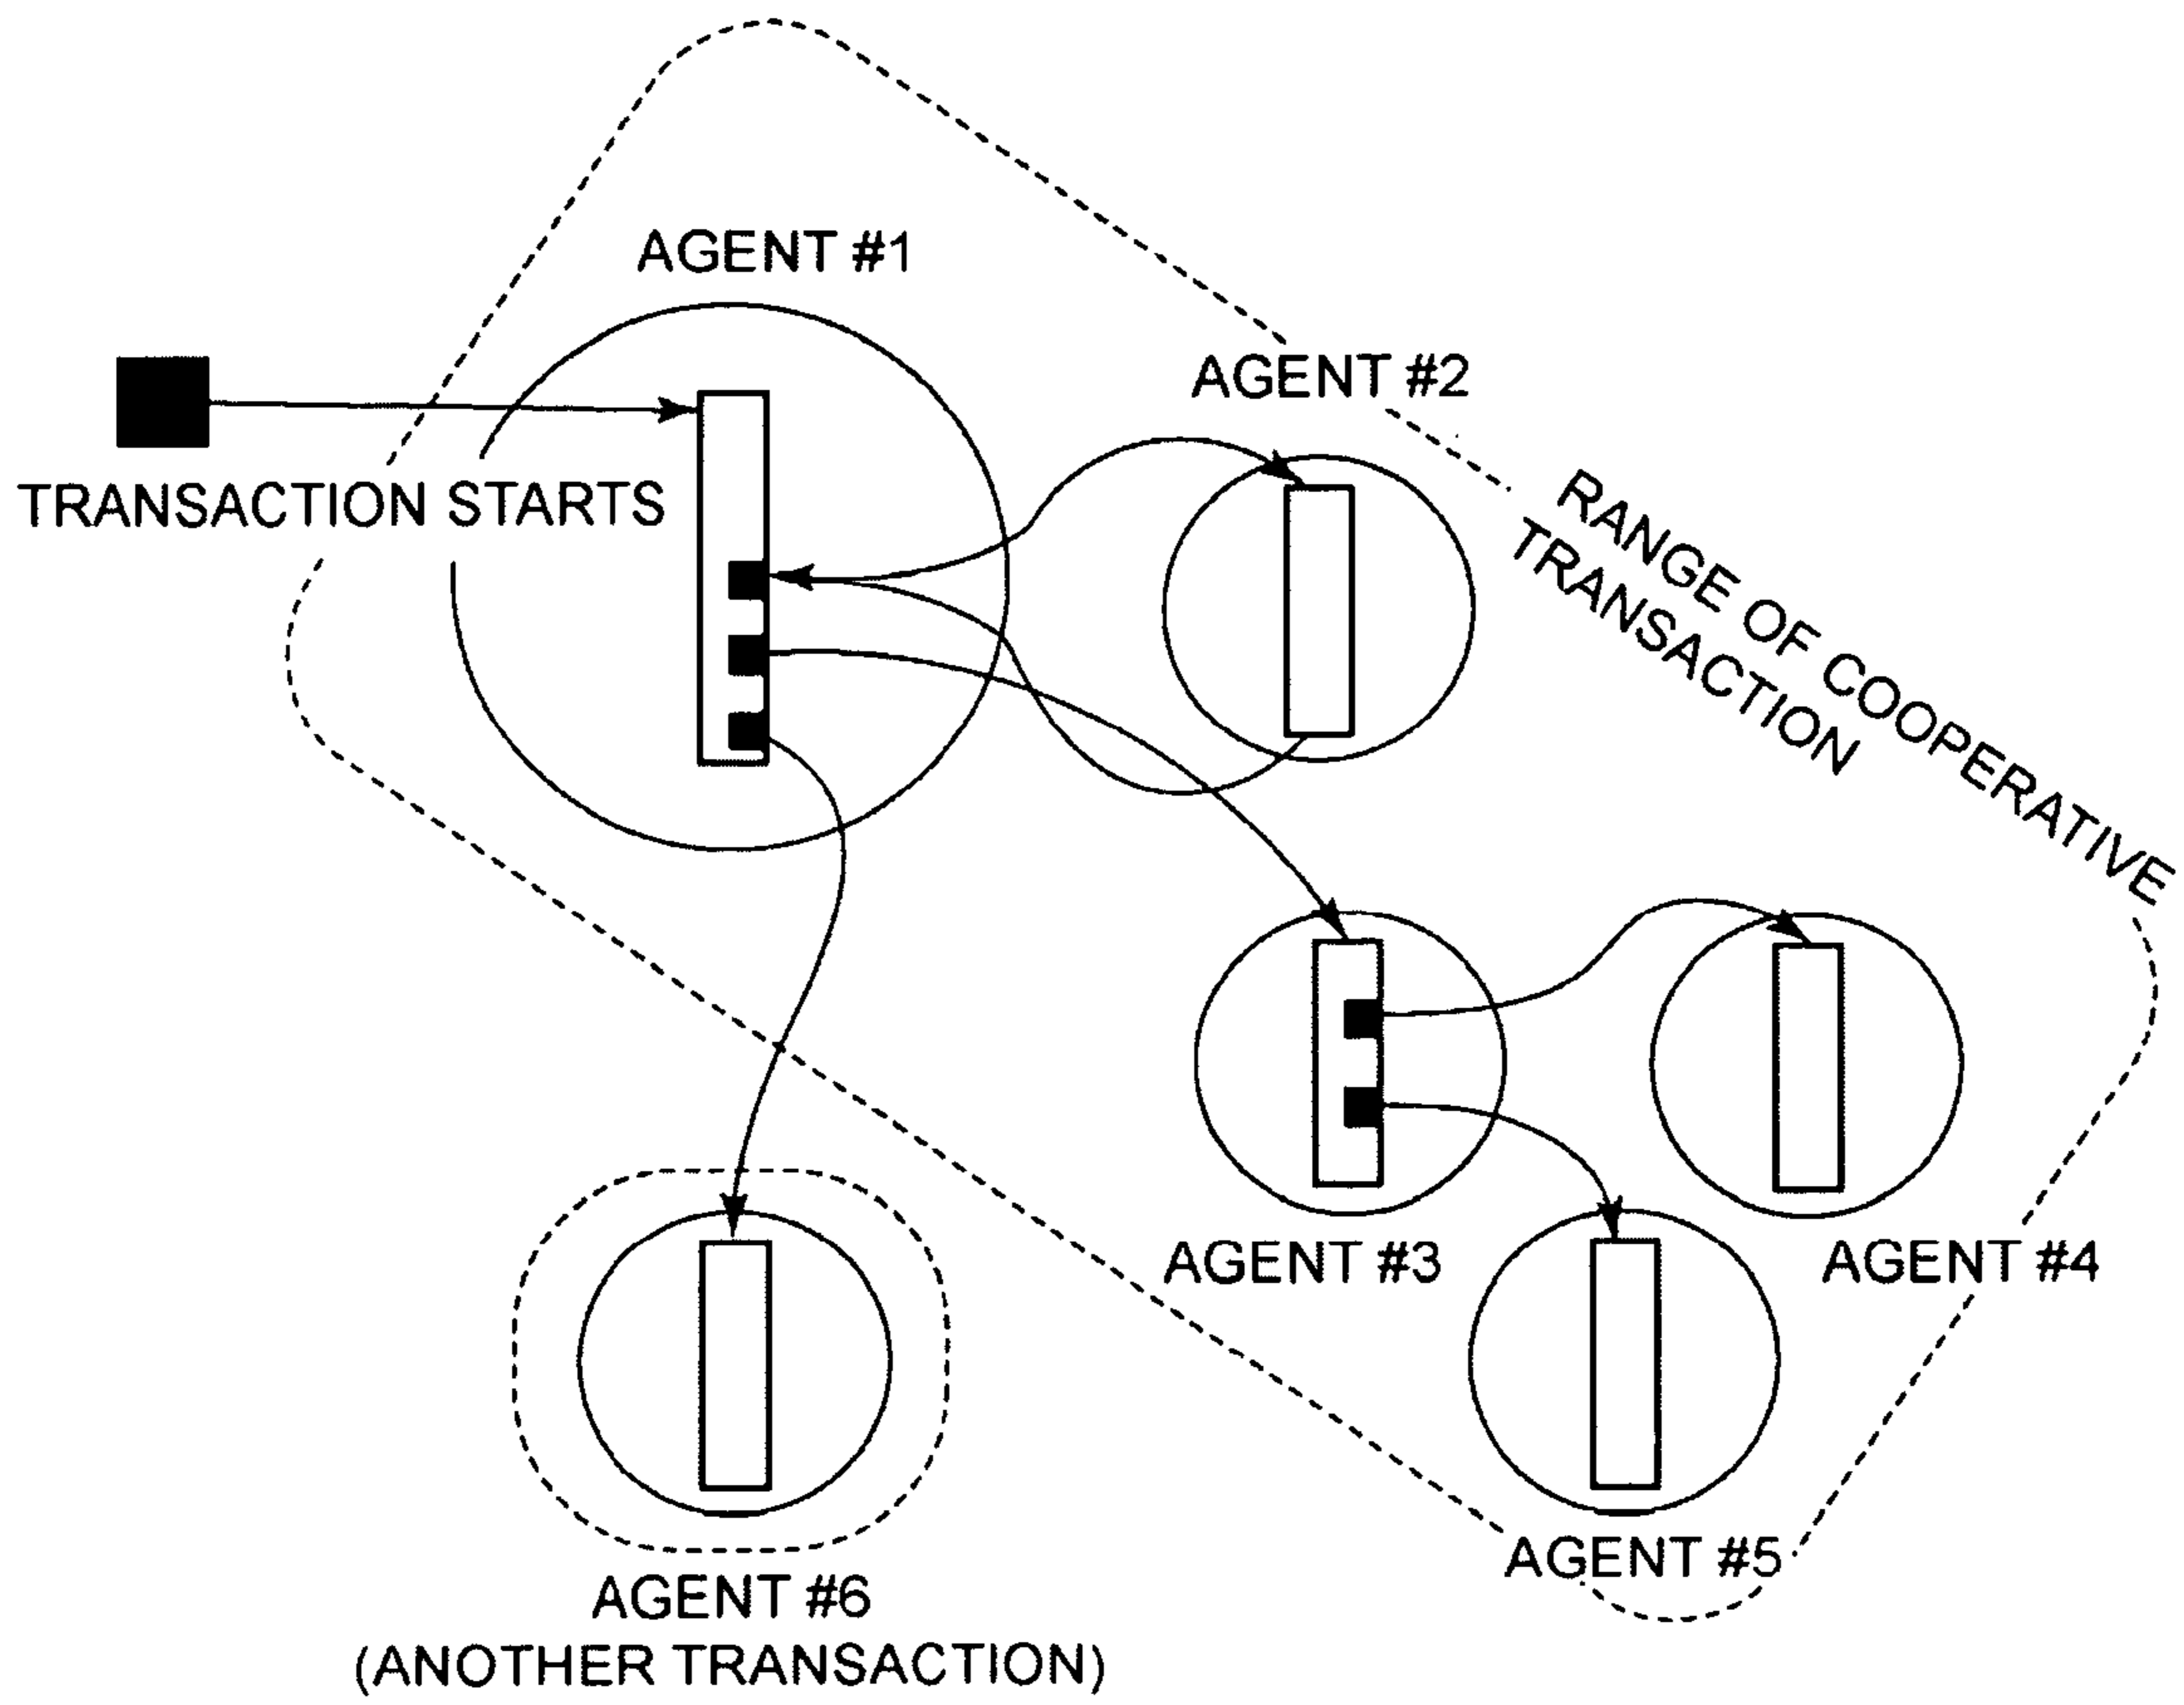 AGENT #1
AGENT #2
TRANSACTION STARTS
RANGE OF COOPERATIVE
TRANSACTION
AGENT #3
AGENT #4
AGENT #5
AGENT #6
(ANOTHER TRANSACTION)